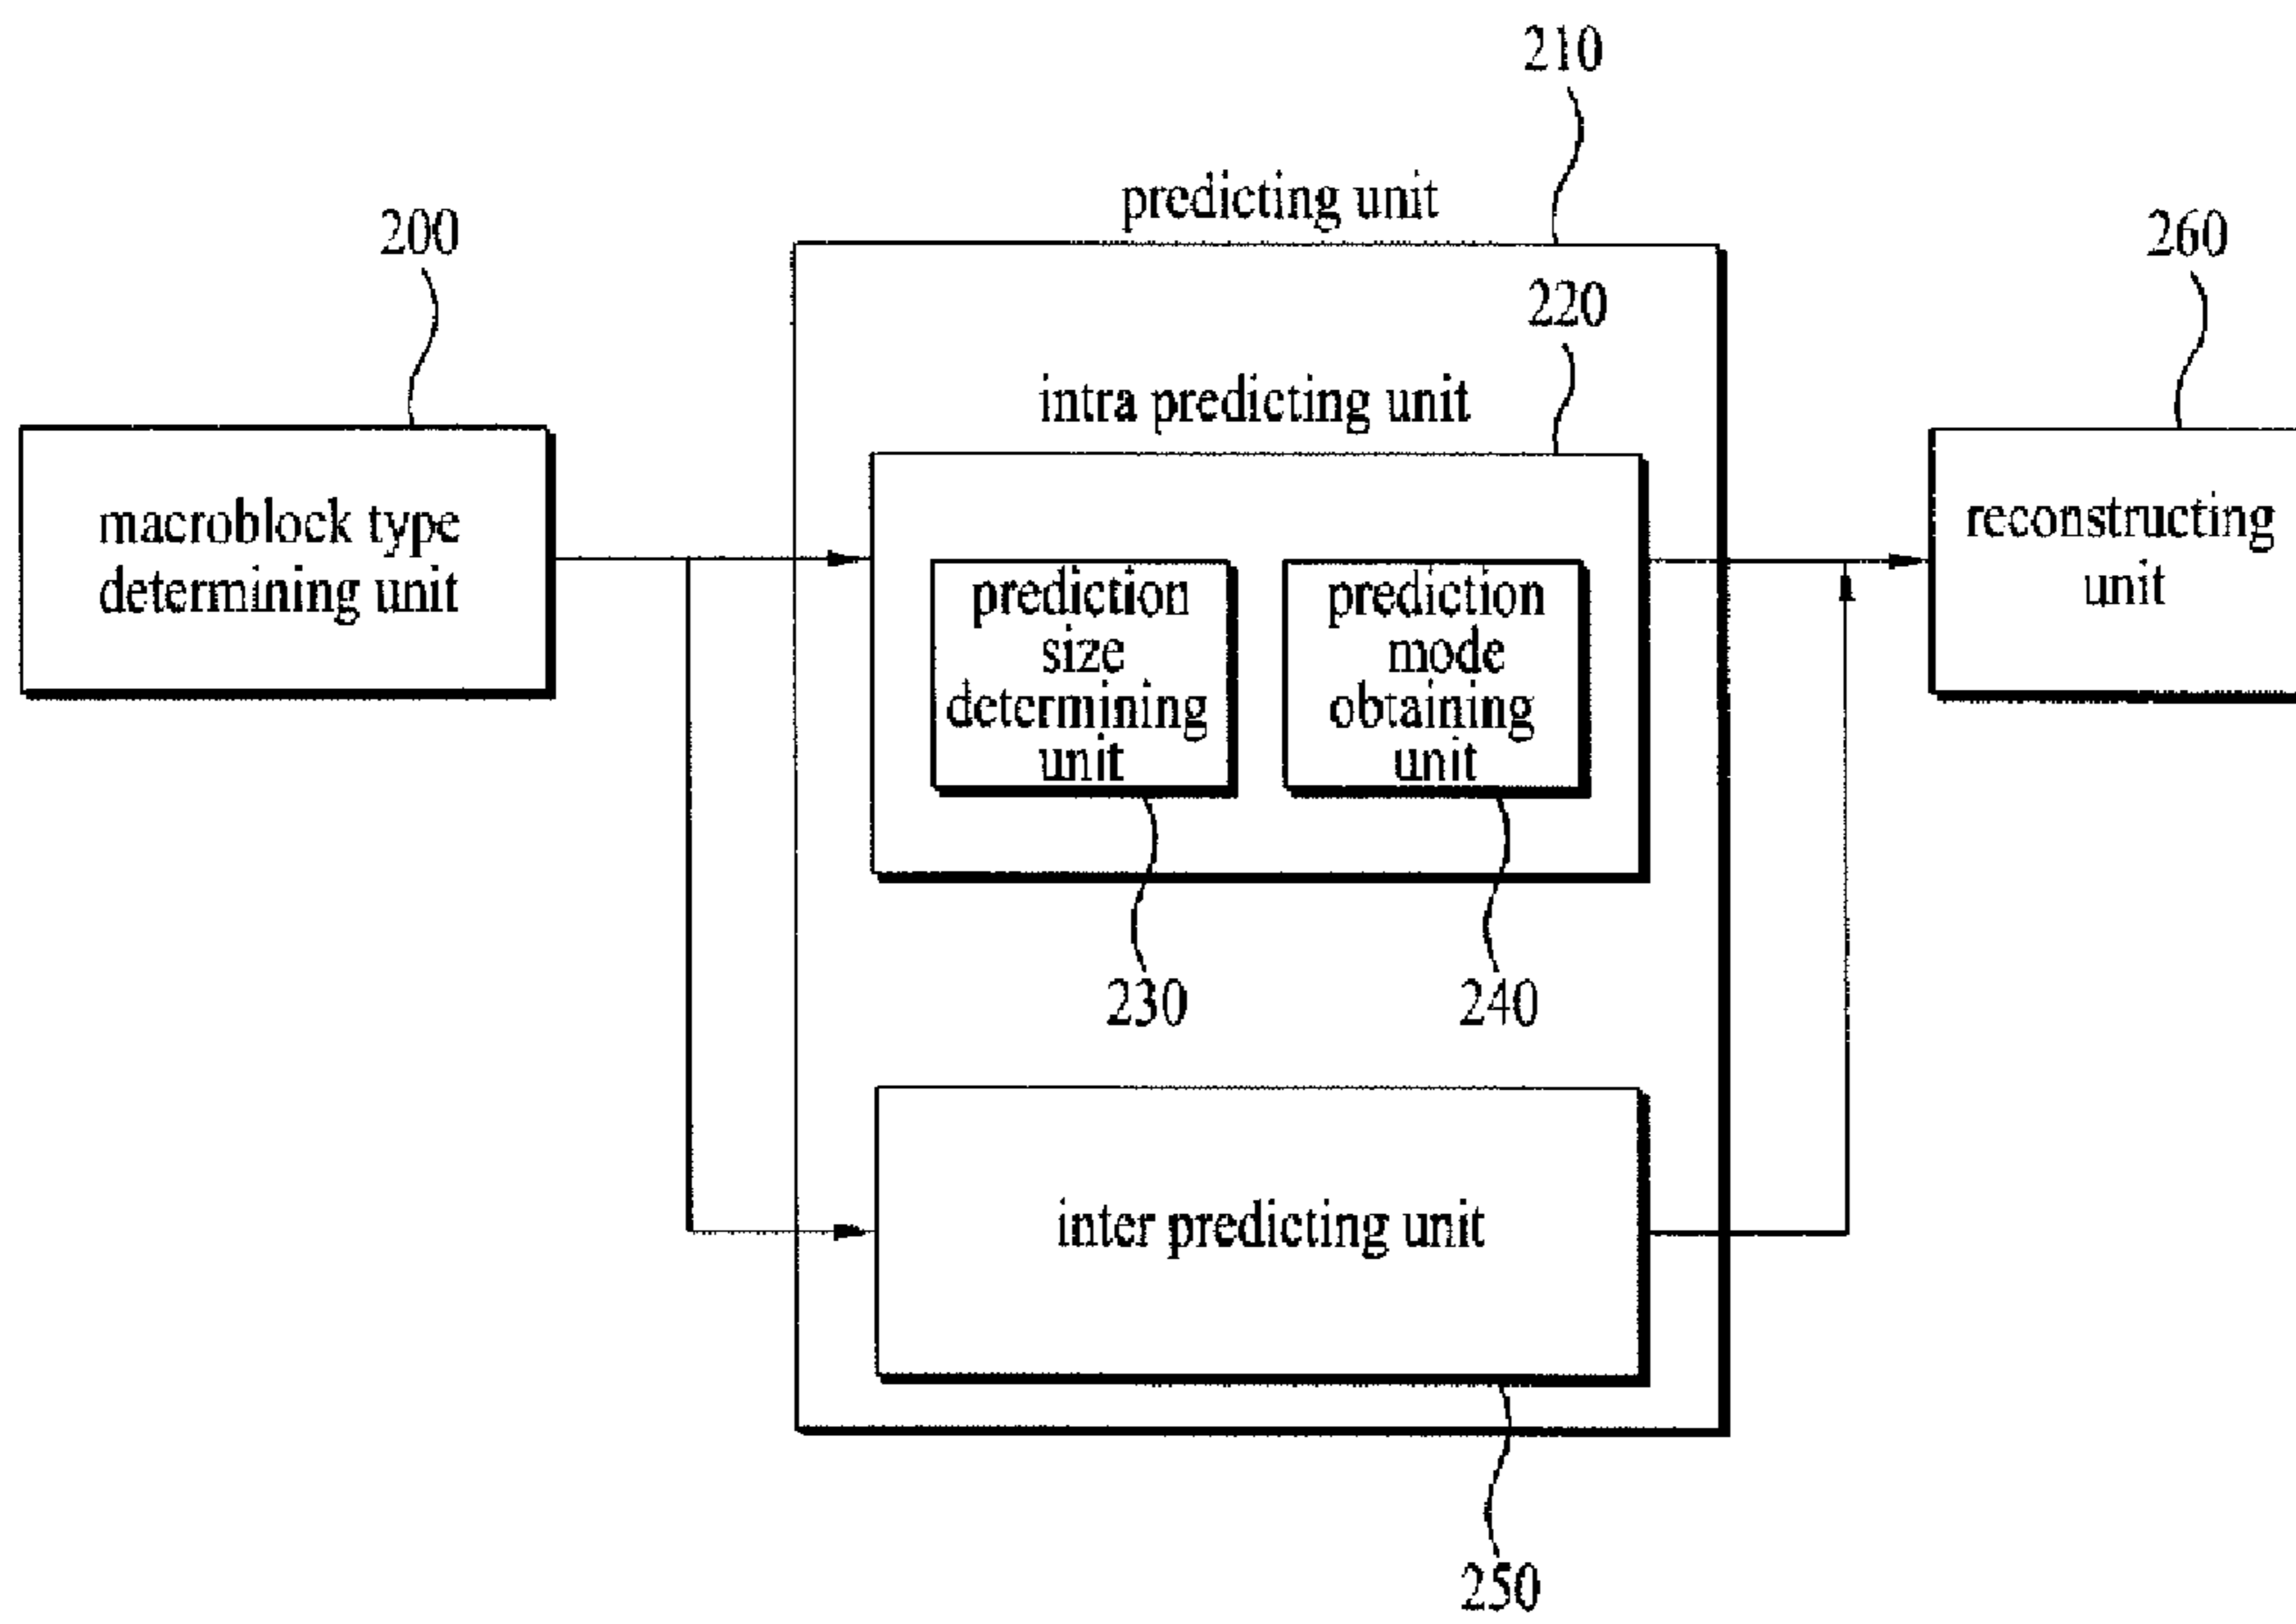 210
predicting unit
200
260
220
intra predicting unit
macroblock type
determining unit
prediction
size
determining
unit
prediction
mode
obtaining
unit
reconstructing
unit
230
240
inter predicting unit
250